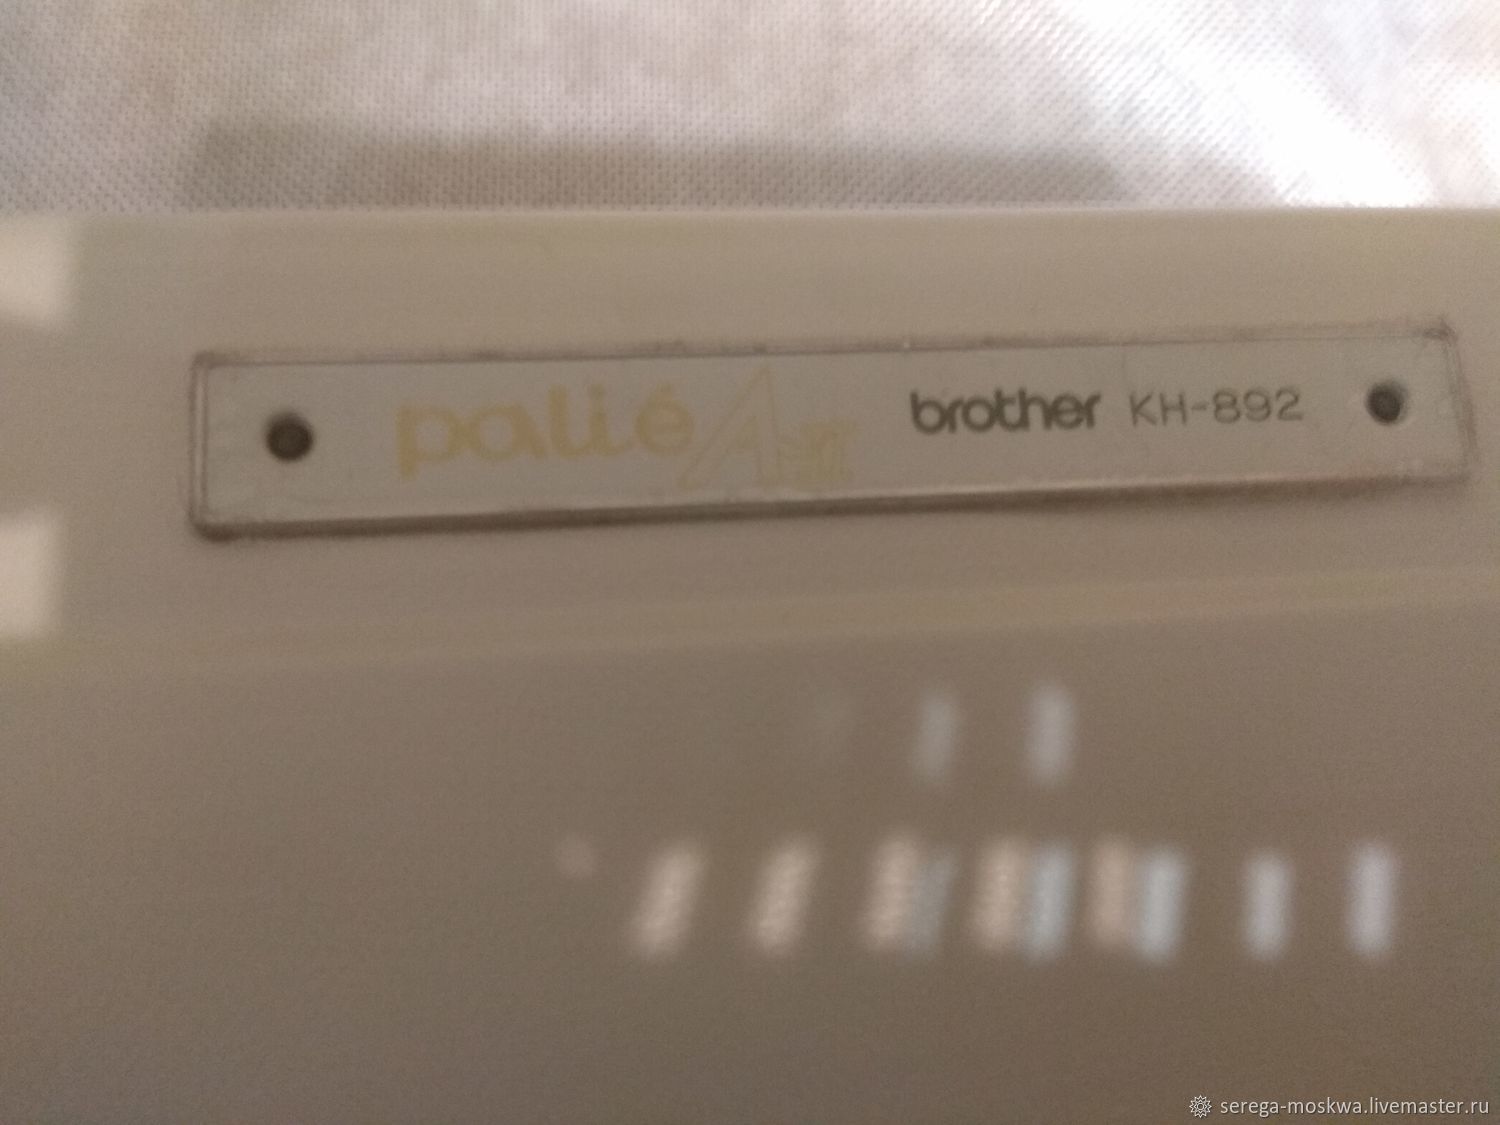 palié A brother KH-892
serega-moskwa.livemaster.ru